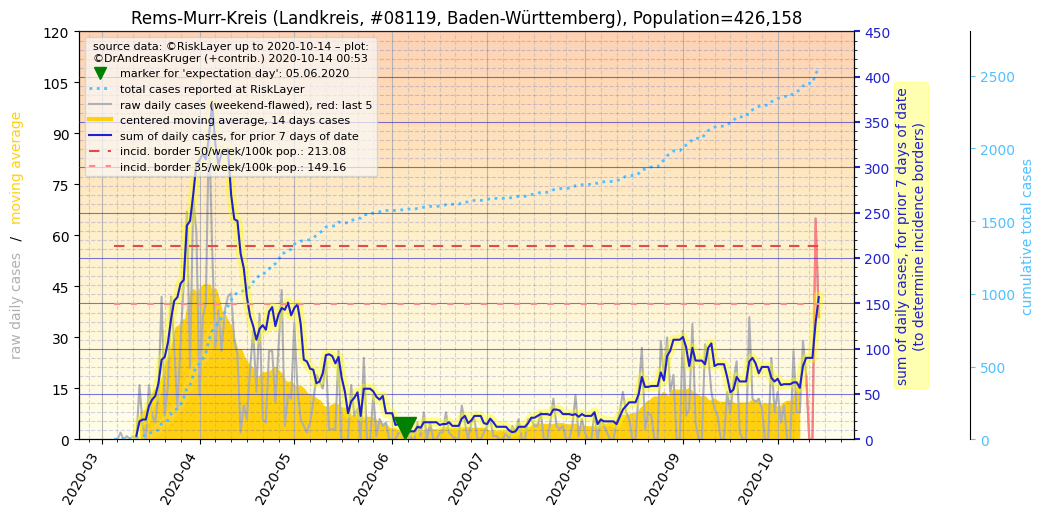 Rems-Murr-Kreis (Landkreis, #08119, Baden-Württemberg), Population=426,158
source data: ©RiskLayer up to 2020-10-14 – plot:
©DrAndreasKruger (+contrib.) 2020-10-14 00:53
marker for 'expectation day': 05.06.2020
total cases reported at RiskLayer
raw daily cases (weekend-flawed), red: last 5
centered moving average, 14 days cases
sum of daily cases, for prior 7 days of date
incid. border 50/week/100k pop.: 213.08
incid. border 35/week/100k pop.: 149.16
raw daily cases / moving average
120
105
90
75
60
45
30
15
0
2020-03
2020-04
2020-05
2020-06
2020-07
2020-08
2020-09
2020-10
450
400
350
300
250
200
150
100
50
0
sum of daily cases, for prior 7 days of date
(to determine incidence borders)
2500
2000
1500
1000
500
0
cumulative total cases